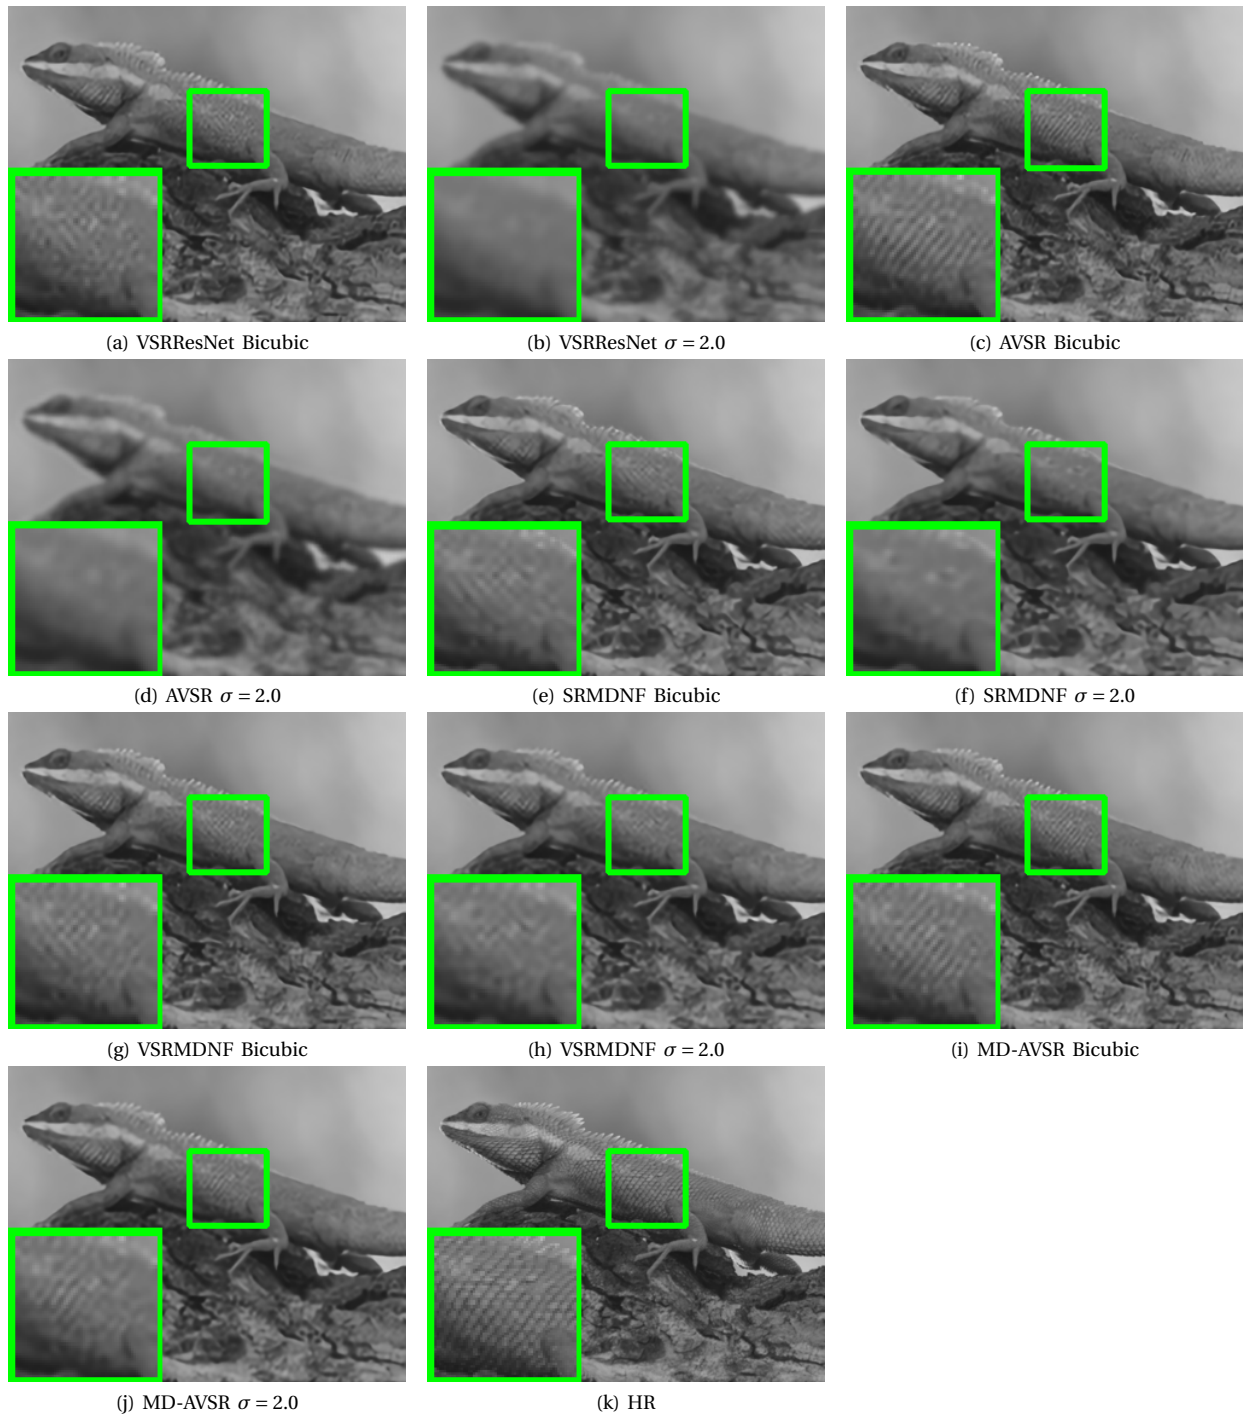 (a) VSRResNet Bicubic
(b) VSRResNet σ = 2.0
(c) AVSR Bicubic
(d) AVSR σ = 2.0
(e) SRMDNF Bicubic
(f) SRMDNF σ = 2.0
(g) VSRMDNF Bicubic
(h) VSRMDNF σ = 2.0
(i) MD-AVSR Bicubic
(j) MD-AVSR σ = 2.0
(k) HR